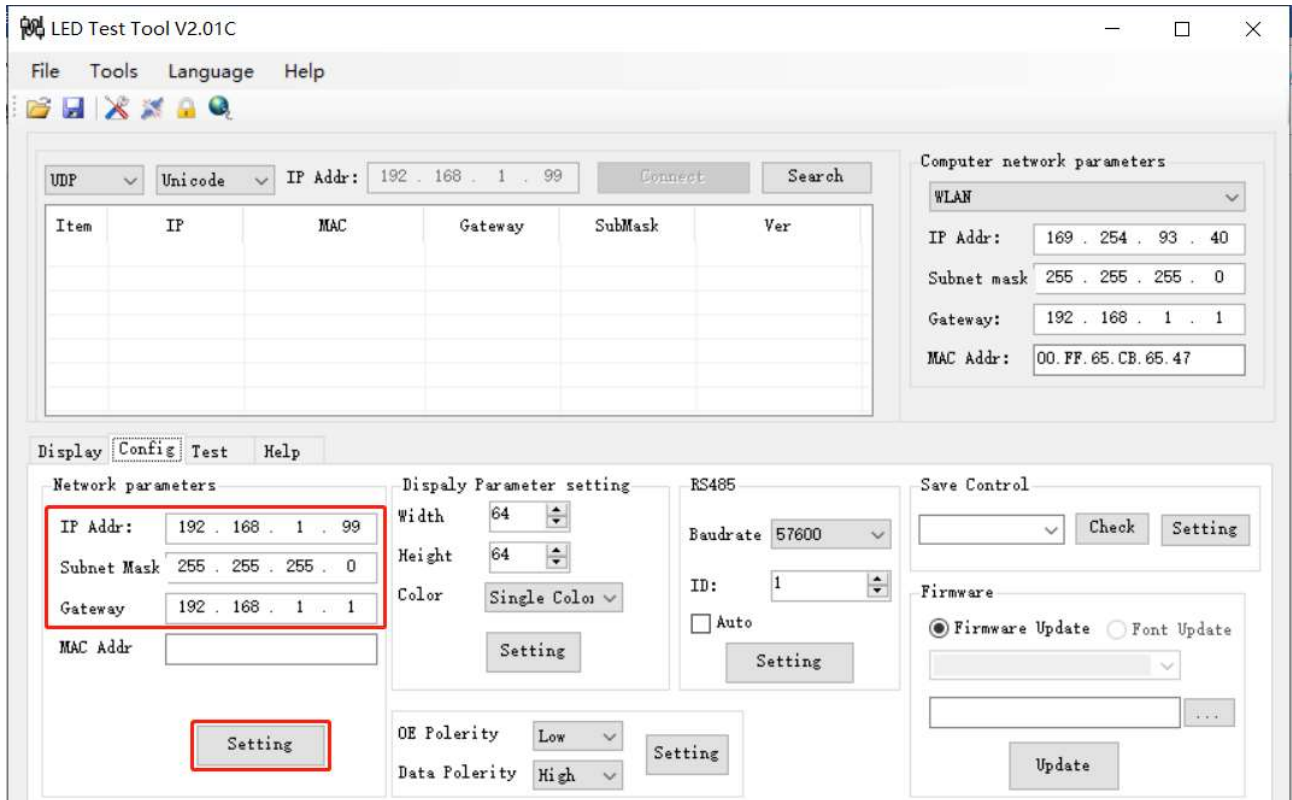 LED Test Tool V2.01C
File Tools Language Help
UDP Unicode IP Addr: 192 . 168 . 1 . 99 Connect Search
Item IP MAC Gateway SubMask Ver
Computer network parameters
WLAN
IP Addr: 169 . 254 . 93 . 40
Subnet mask 255 . 255 . 255 . 0
Gateway: 192 . 168 . 1 . 1
MAC Addr: 00.FF.65.CB.65.47
Display Config Test Help
Network parameters
IP Addr: 192 . 168 . 1 . 99
Subnet Mask 255 . 255 . 255 . 0
Gateway 192 . 168 . 1 . 1
MAC Addr
Setting
Dispaly Parameter setting
Width 64
Height 64
Color Single Color
Setting
OE Polerity Low
Data Polerity High
Setting
RS485
Baudrate 57600
ID: 1
Auto
Setting
Save Control
Check Setting
Firmware
Firmware Update Font Update
...
Update